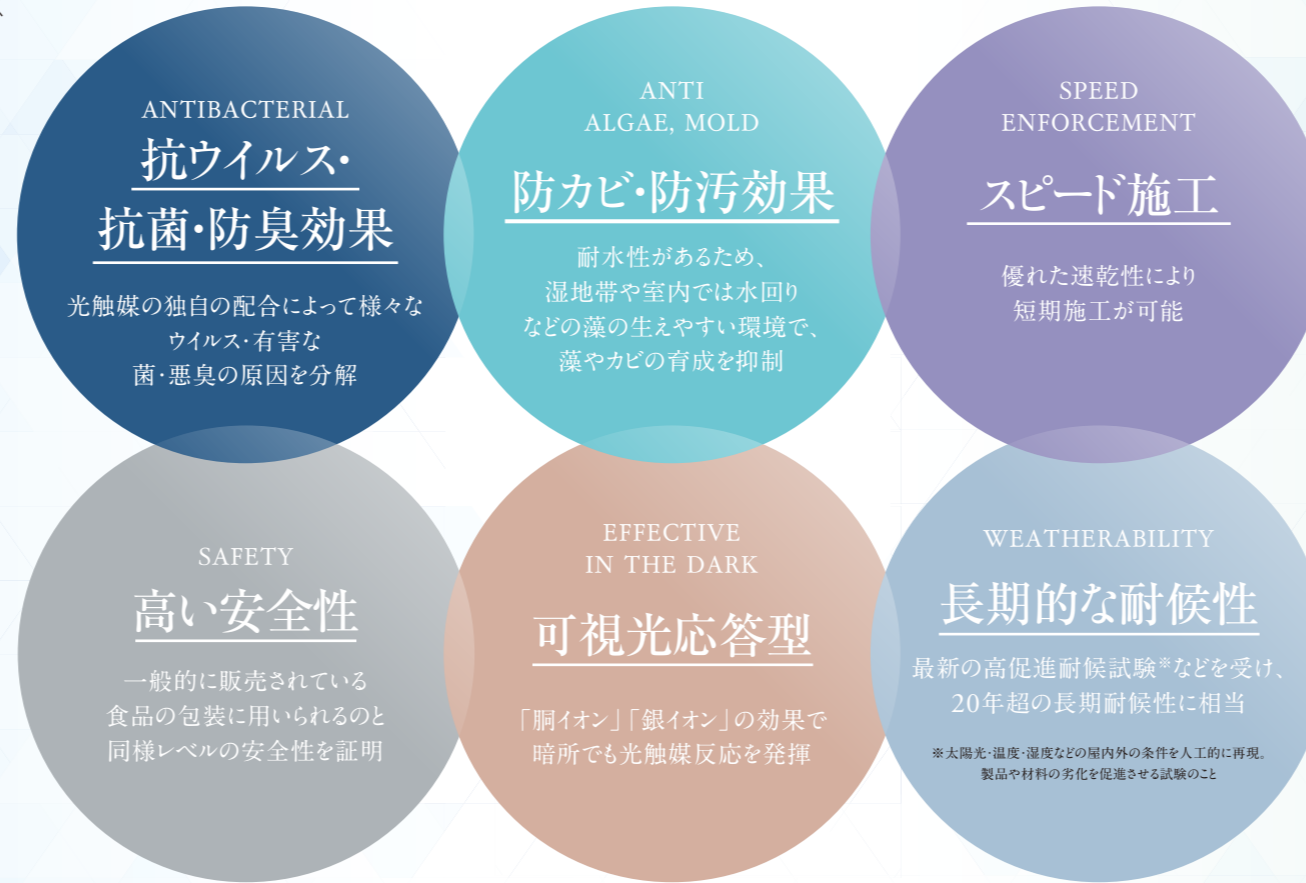 ANTIBACTERIAL
抗ウイルス・
抗菌・防臭効果
光触媒の独自の配合によって様々な
ウイルス・有害な
菌・悪臭の原因を分解
ANTI
ALGAE, MOLD
防カビ・防汚効果
耐水性があるため、
湿地帯や室内では水回り
などの藻の生えやすい環境で、
藻やカビの育成を抑制
SPEED
ENFORCEMENT
スピード施工
優れた速乾性により
短期施工が可能
SAFETY
高い安全性
一般的に販売されている
食品の包装に用いられるのと
同様レベルの安全性を証明
EFFECTIVE
IN THE DARK
可視光応答型
「胴イオン」「銀イオン」の効果で
暗所でも光触媒反応を発揮
WEATHERABILITY
長期的な耐候性
最新の高促進耐候試験※などを受け、
20年超の長期耐候性に相当
※太陽光・温度・湿度などの屋内外の条件を人工的に再現。
製品や材料の劣化を促進させる試験のこと